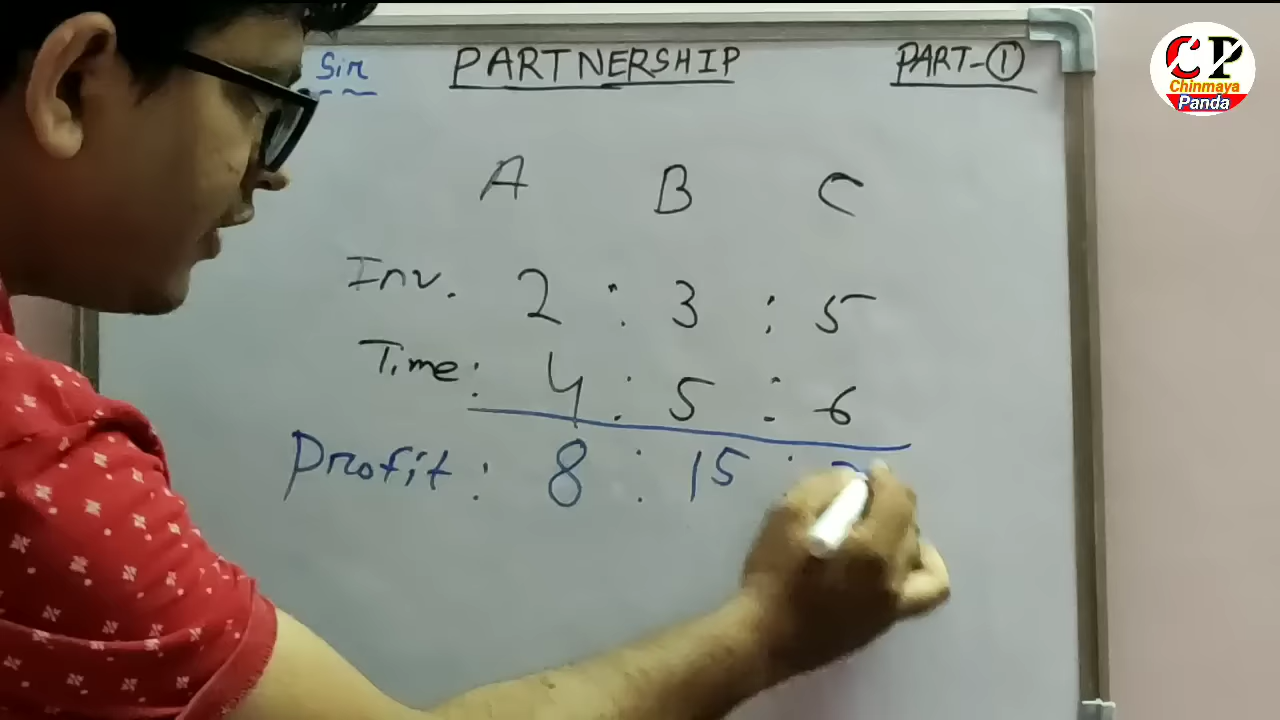 Sir PARTNERSHIP PART-①
CP
Chinmaya
Panda
A B C
Inv. 2 : 3 : 5
Time: 4 : 5 : 6
Profit: 8 : 15 :